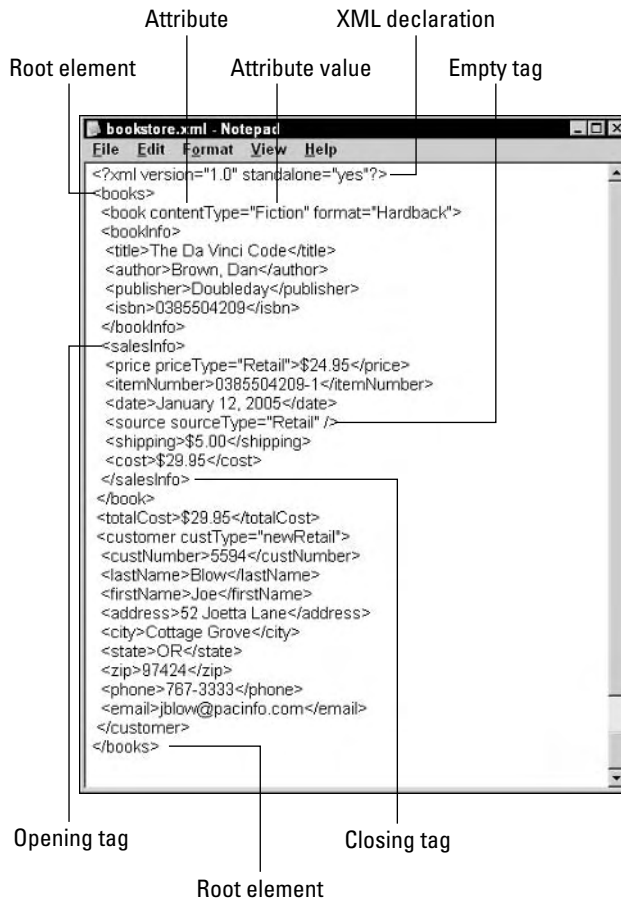 Attribute XML declaration
Root element Attribute value Empty tag
bookstore.xml - Notepad
File Edit Format View Help
<?xml version="1.0" standalone="yes"?>
<books>
<book contentType="Fiction" format="Hardback">
<bookInfo>
<title>The Da Vinci Code</title>
<author>Brown, Dan</author>
<publisher>Doubleday</publisher>
<isbn>0385504209</isbn>
</bookInfo>
<salesInfo>
<price priceType="Retail">$24.95</price>
<itemNumber>0385504209-1</itemNumber>
<date>January 12, 2005</date>
<source sourceType="Retail" />
<shipping>$5.00</shipping>
<cost>$29.95</cost>
</salesInfo>
</book>
<totalCost>$29.95</totalCost>
<customer custType="newRetail">
<custNumber>5594</custNumber>
<lastName>Blow</lastName>
<firstName>Joe</firstName>
<address>52 Joetta Lane</address>
<city>Cottage Grove</city>
<state>OR</state>
<zip>97424</zip>
<phone>767-3333</phone>
<email>jblow@pacinfo.com</email>
</customer>
</books>
Opening tag Closing tag
Root element